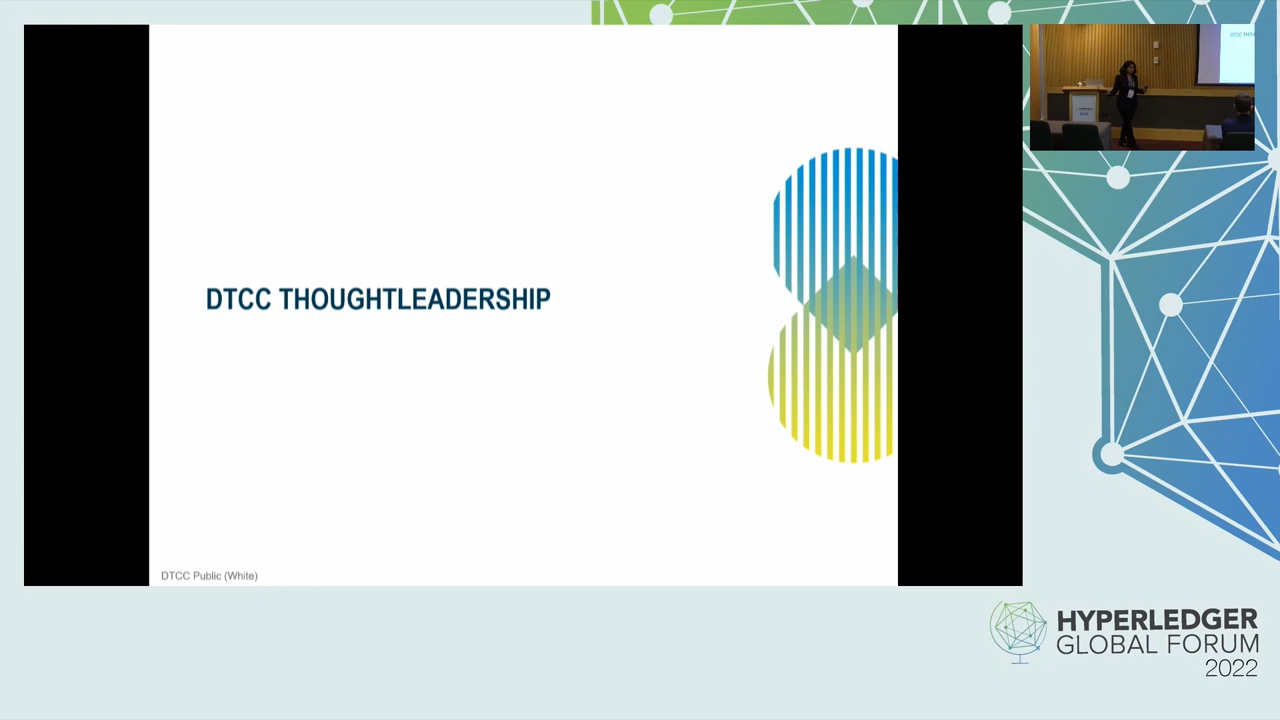 DTCC THOUGHTLEADERSHIP
DTCC Public (White)
HYPERLEDGER
GLOBAL FORUM
2022